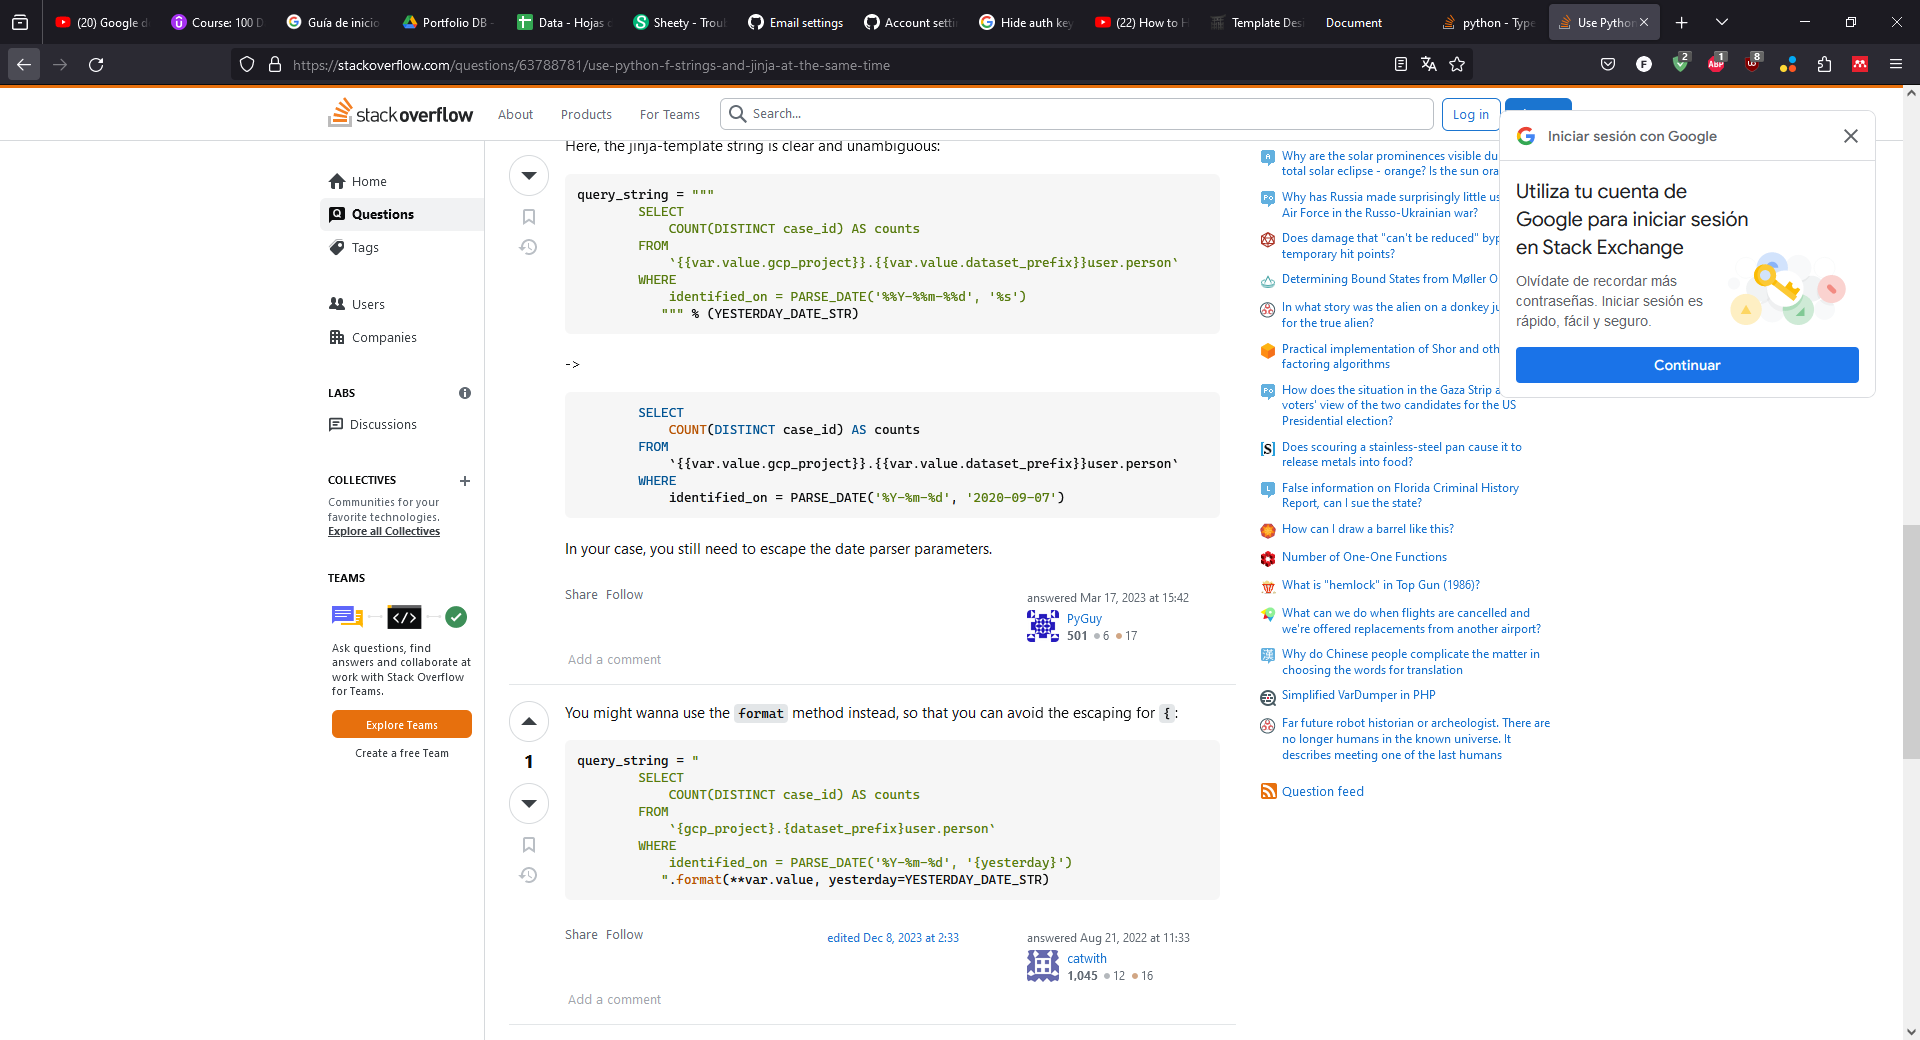 (20) Google d
Course: 100 D
Guía de inicio
Portfolio DB -
Data - Hojas
Sheety - Trou
Email settings
Account setti
Hide auth key
(22) How to H
Template Des
Document
python - Type
Use Python
https://stackoverflow.com/questions/63788781/use-python-f-strings-and-jinja-at-the-same-time
2
ABP 1
8
stackoverflow
About
Products
For Teams
Search...
Log in
Home
Questions
Tags
Users
Companies
LABS
Discussions
COLLECTIVES
Communities for your
favorite technologies.
Explore all Collectives
TEAMS
Ask questions, find
answers and collaborate at
work with Stack Overflow
for Teams.
Explore Teams
Create a free Team
Here, the jinja-template string is clear and unambiguous:
query_string = """
SELECT
COUNT(DISTINCT case_id) AS counts
FROM
`{{var.value.gcp_project}}.{{var.value.dataset_prefix}}user.person`
WHERE
identified_on = PARSE_DATE('%%Y-%%m-%%d', '%s')
""" % (YESTERDAY_DATE_STR)
->
SELECT
COUNT(DISTINCT case_id) AS counts
FROM
`{{var.value.gcp_project}}.{{var.value.dataset_prefix}}user.person`
WHERE
identified_on = PARSE_DATE('%Y-%m-%d', '2020-09-07')
In your case, you still need to escape the date parser parameters.
Share Follow
answered Mar 17, 2023 at 15:42
PyGuy
501 6 17
Add a comment
You might wanna use the format method instead, so that you can avoid the escaping for {:
1
query_string = "
SELECT
COUNT(DISTINCT case_id) AS counts
FROM
`{gcp_project}.{dataset_prefix}user.person`
WHERE
identified_on = PARSE_DATE('%Y-%m-%d', '{yesterday}')
".format(**var.value, yesterday=YESTERDAY_DATE_STR)
Share Follow
edited Dec 8, 2023 at 2:33
answered Aug 21, 2022 at 11:33
catwith
1,045 12 16
Add a comment
Why are the solar prominences visible du
total solar eclipse - orange? Is the sun ora
Why has Russia made surprisingly little us
Air Force in the Russo-Ukrainian war?
Does damage that "can't be reduced" byp
temporary hit points?
Determining Bound States from Møller O
In what story was the alien on a donkey ju
for the true alien?
Practical implementation of Shor and oth
factoring algorithms
How does the situation in the Gaza Strip a
voters' view of the two candidates for the US
Presidential election?
Does scouring a stainless-steel pan cause it to
release metals into food?
False information on Florida Criminal History
Report, can I sue the state?
How can I draw a barrel like this?
Number of One-One Functions
What is "hemlock" in Top Gun (1986)?
What can we do when flights are cancelled and
we're offered replacements from another airport?
Why do Chinese people complicate the matter in
choosing the words for translation
Simplified VarDumper in PHP
Far future robot historian or archeologist. There are
no longer humans in the known universe. It
describes meeting one of the last humans
Question feed
Iniciar sesión con Google
Utiliza tu cuenta de
Google para iniciar sesión
en Stack Exchange
Olvídate de recordar más
contraseñas. Iniciar sesión es
rápido, fácil y seguro.
Continuar